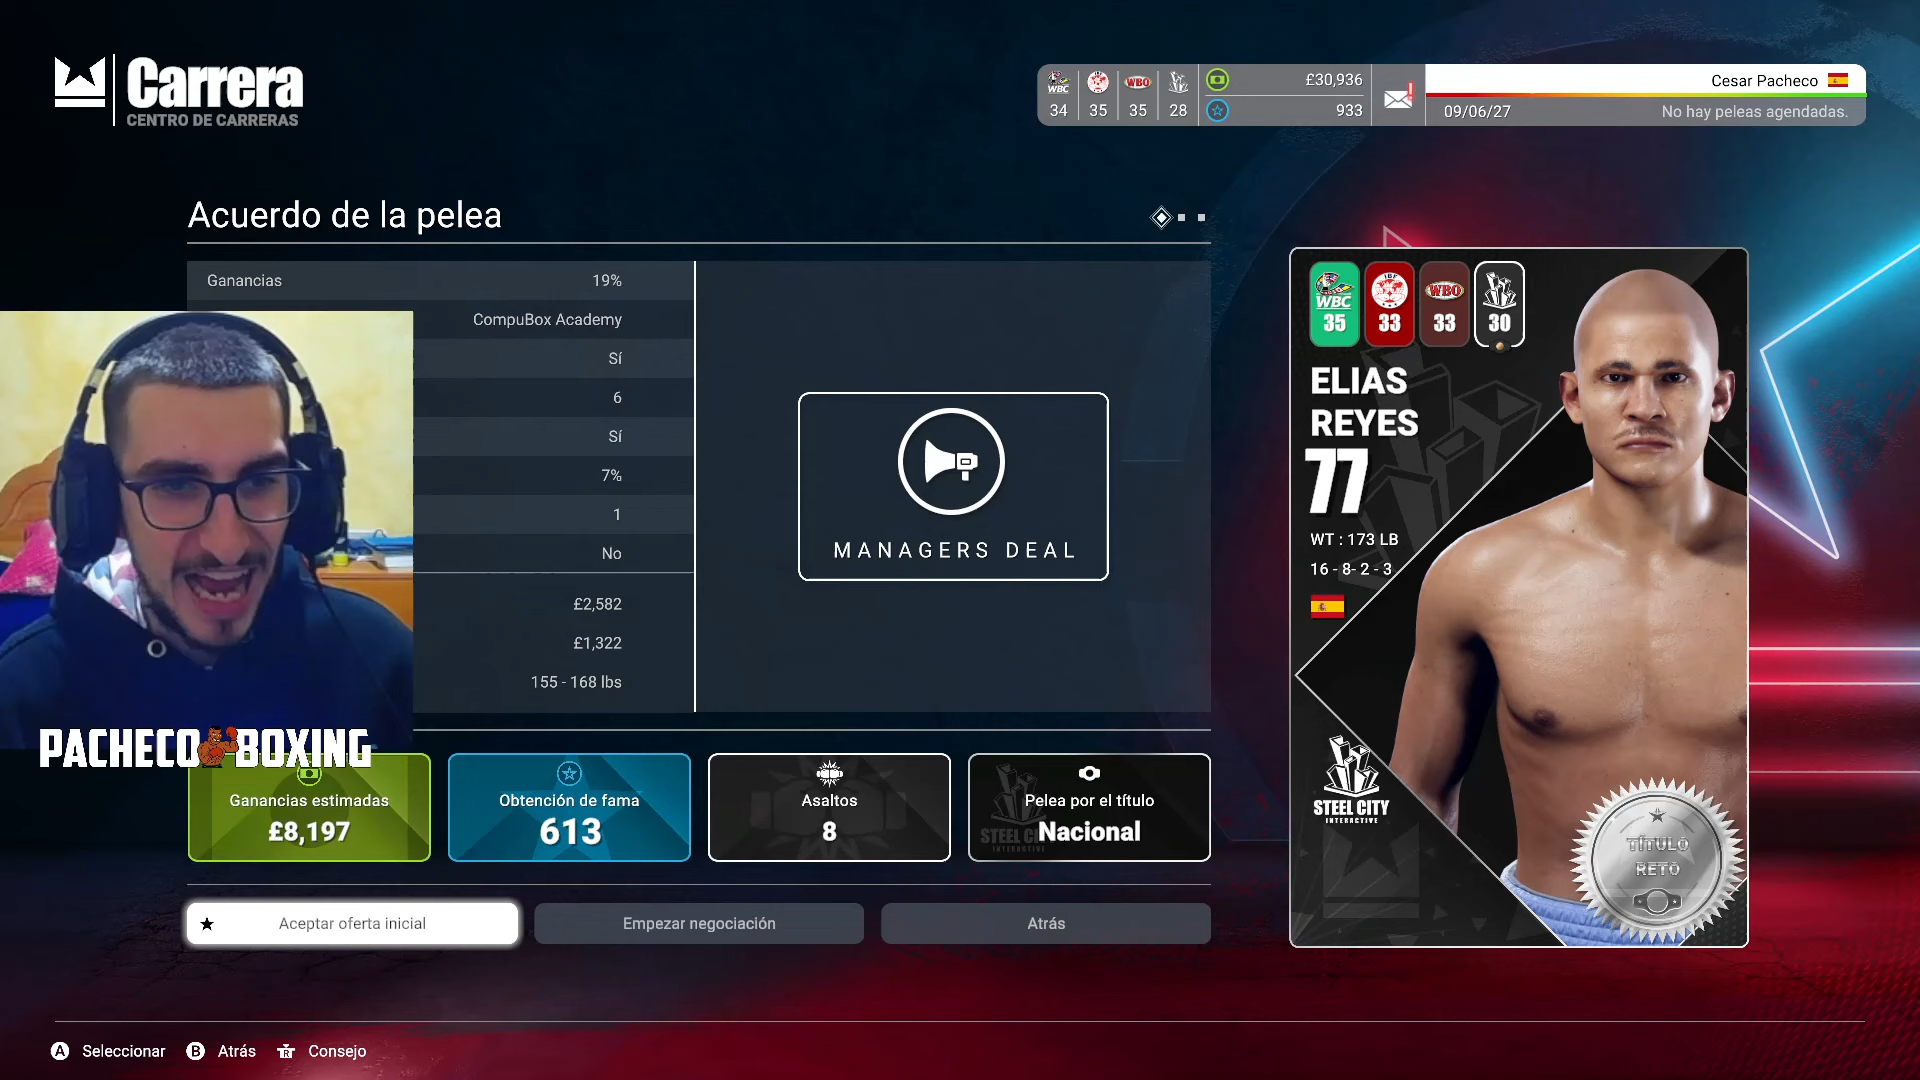 Carrera
CENTRO DE CARRERAS
WBC
WBO
34
35
35
28
£30,936
933
Cesar Pacheco
09/06/27
No hay peleas agendadas.
Acuerdo de la pelea
Ganancias
19%
CompuBox Academy
Sí
6
Sí
7%
1
No
£2,582
£1,322
155 - 168 lbs
MANAGERS DEAL
PACHECO BOXING
Ganancias estimadas
£8,197
Obtención de fama
613
Asaltos
8
STEEL CITY
INTERACTIVE
Pelea por el título
Nacional
Aceptar oferta inicial
Empezar negociación
Atrás
WBC
35
IBF
33
WBO
33
30
ELIAS
REYES
77
WT : 173 LB
16 - 8- 2 - 3
STEEL CITY
INTERACTIVE
TÍTULO
RETO
A Seleccionar
B Atrás
R Consejo